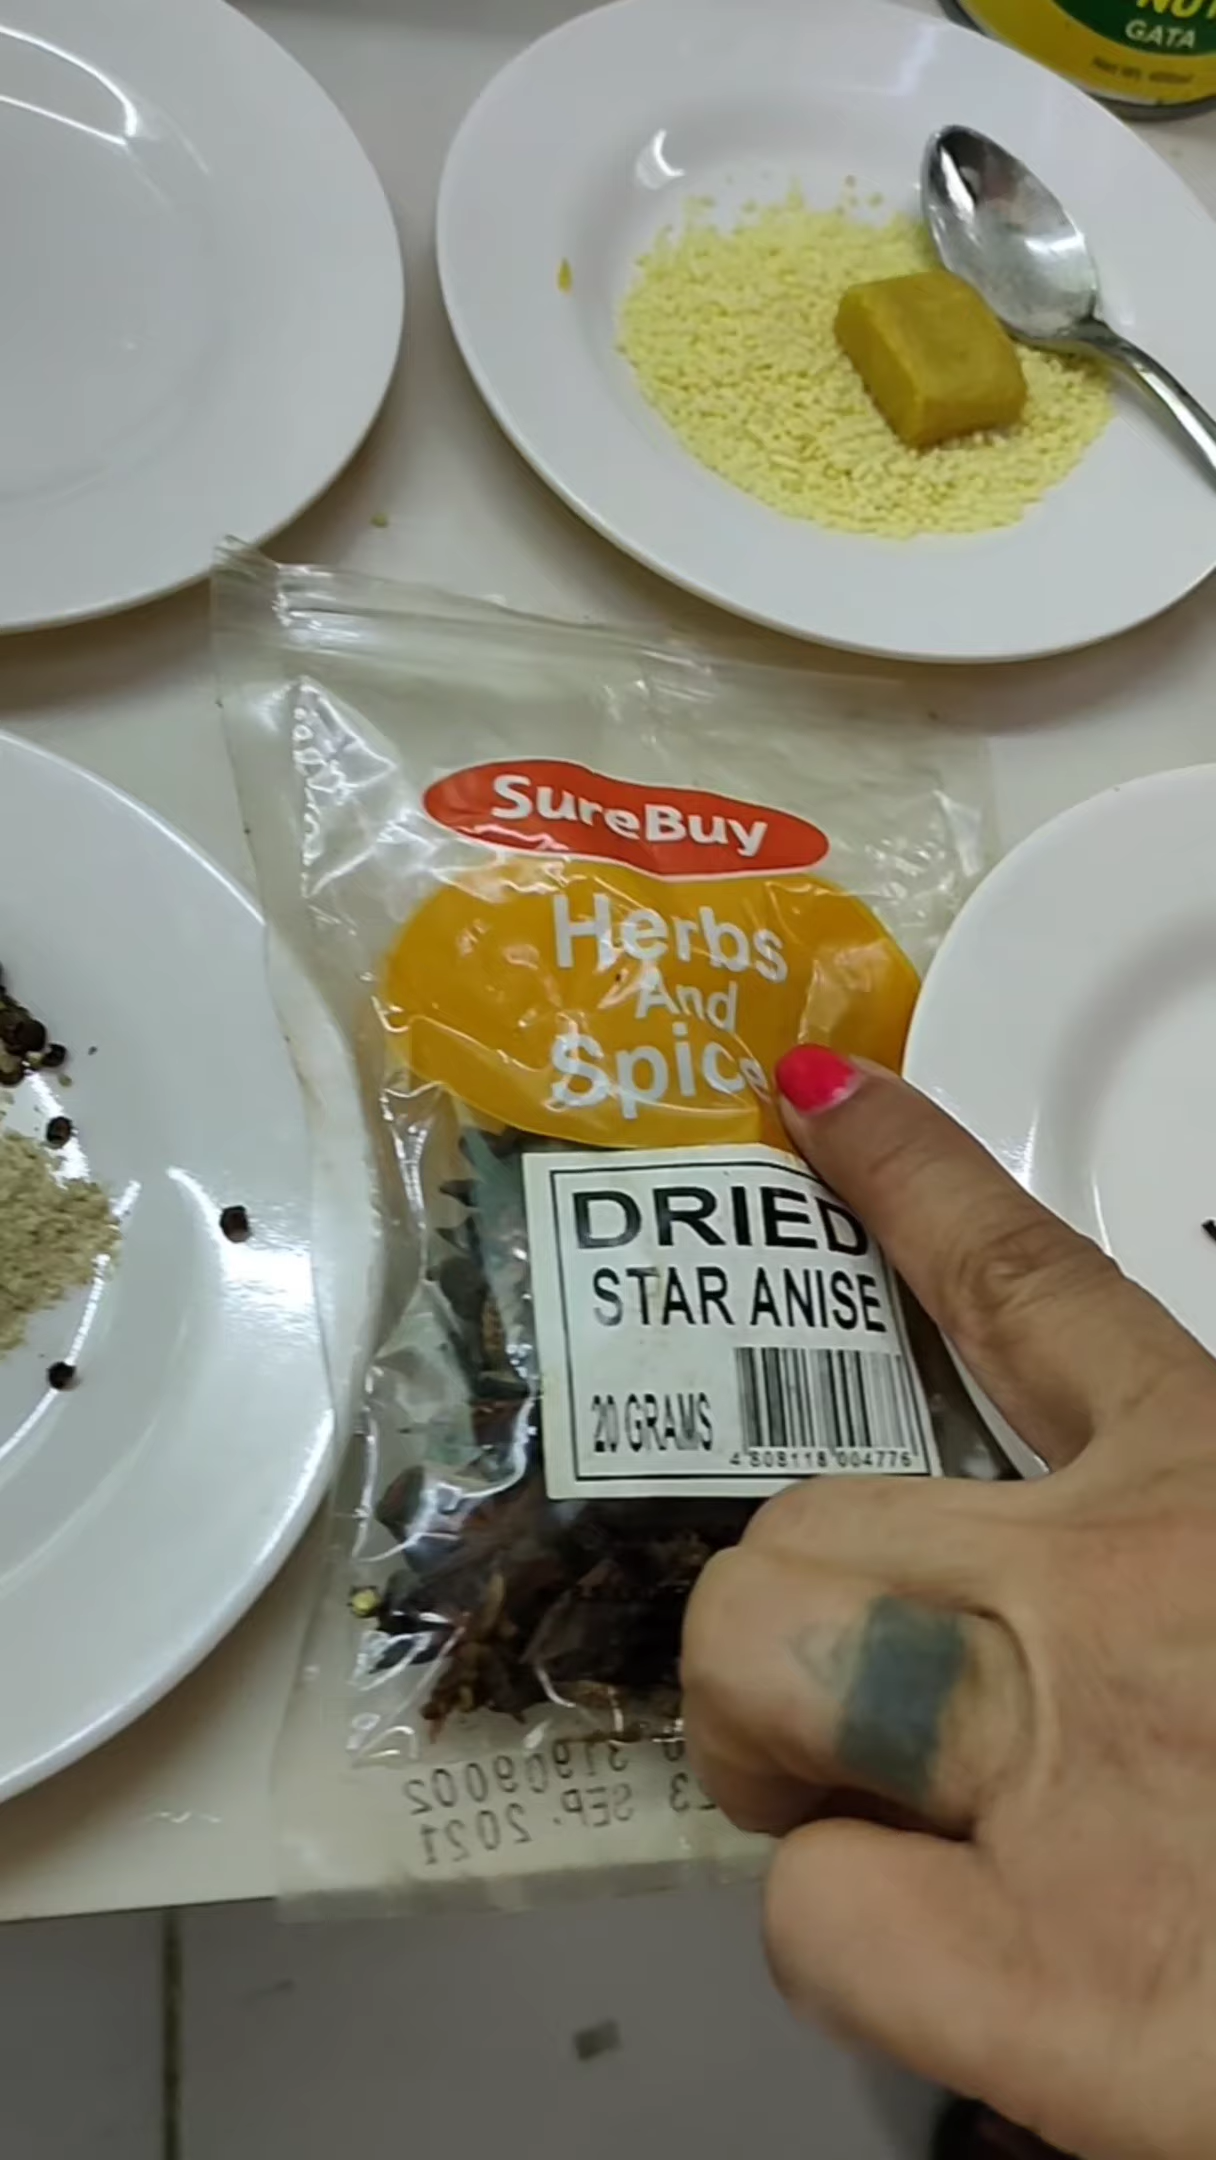 GATA
SureBuy
Herbs
And
Spice
DRIED
STAR ANISE
20 GRAMS
4 808118 004776
SEP. 2021